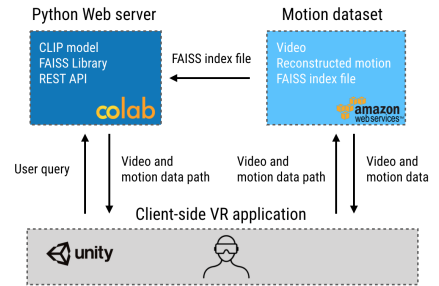 Python Web server
Motion dataset
CLIP model
FAISS Library
REST API
colab
FAISS index file
Video
Reconstructed motion
FAISS index file
amazon
web services™
User query
Video and
motion data path
Video and
motion data path
Video and
motion data
Client-side VR application
unity